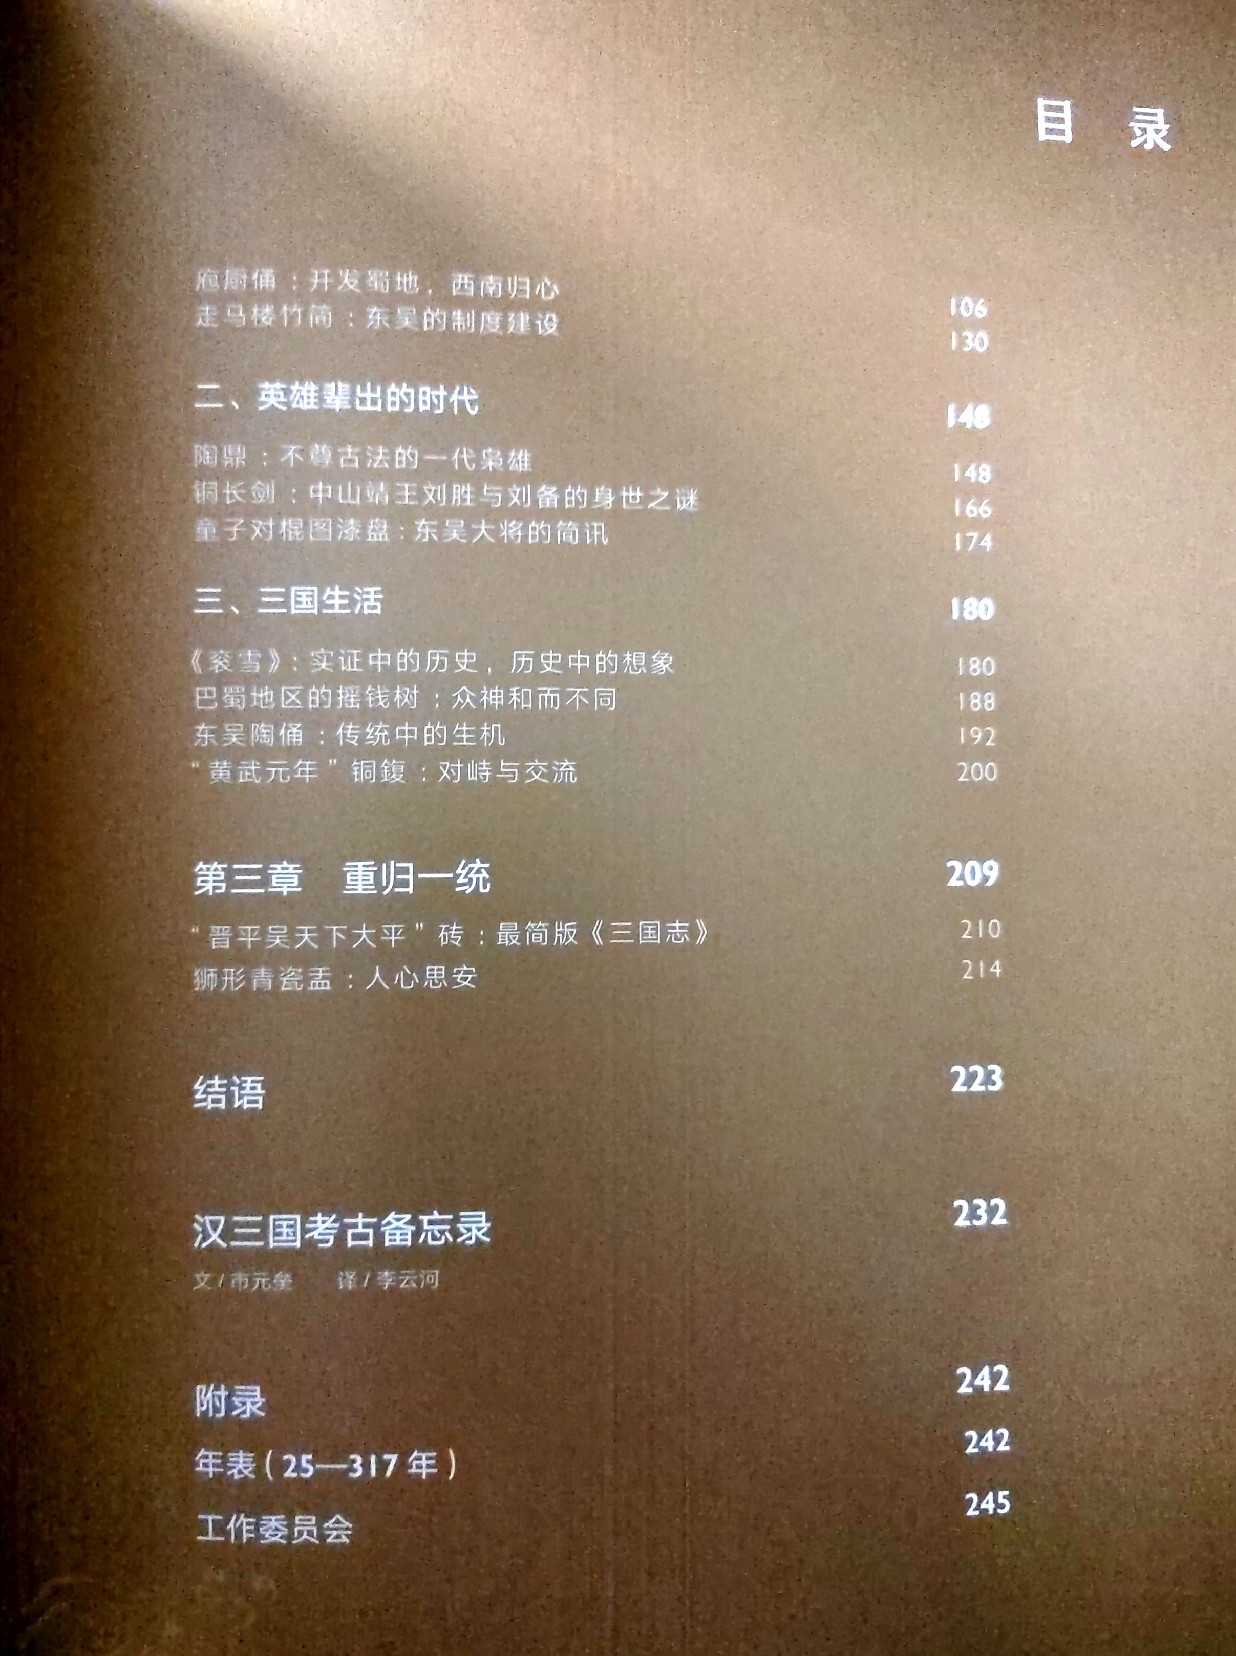 目 录
庖厨俑：开发蜀地，西南归心 106
走马楼竹简：东吴的制度建设 130
二、英雄辈出的时代 148
陶鼎：不尊古法的一代枭雄 148
铜长剑：中山靖王刘胜与刘备的身世之谜 166
童子对棍图漆盘：东吴大将的简讯 174
三、三国生活 180
《衮雪》：实证中的历史，历史中的想象 180
巴蜀地区的摇钱树：众神和而不同 188
东吴陶俑：传统中的生机 192
“黄武元年”铜鍑：对峙与交流 200
第三章 重归一统 209
“晋平吴天下大平”砖：最简版《三国志》 210
狮形青瓷盂：人心思安 214
结语 223
汉三国考古备忘录 232
文/市元塁 译/李云河
附录 242
年表（25—317年） 242
工作委员会 245